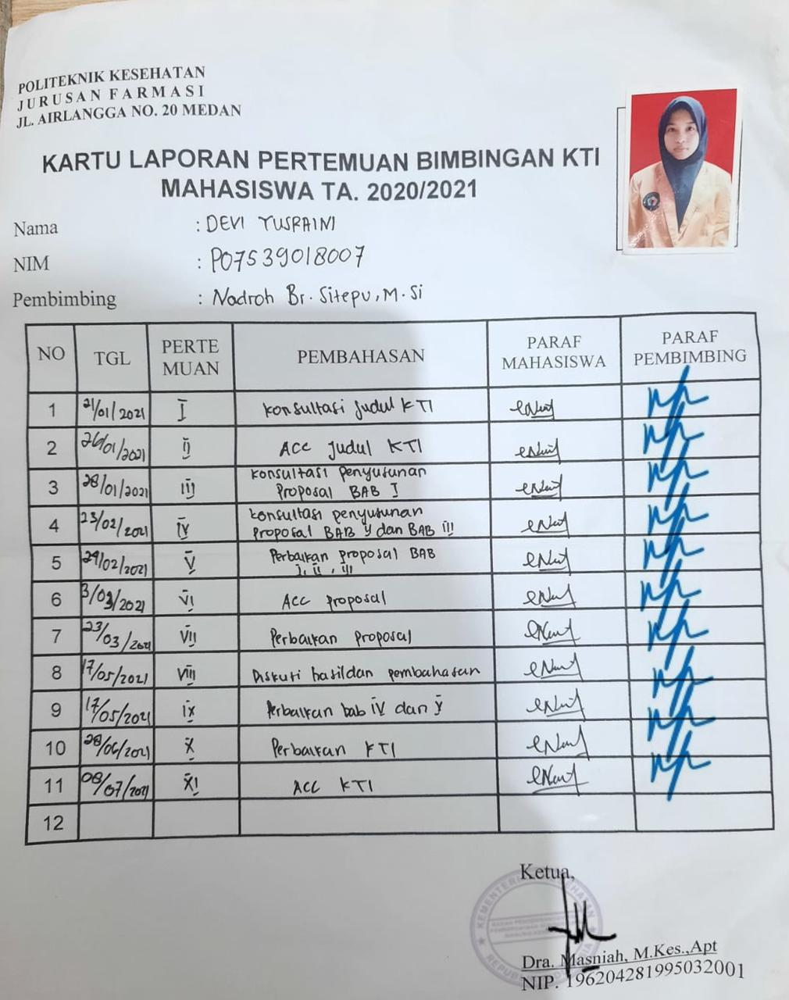 POLITEKNIK KESEHATAN
JURUSAN FARMASI
JL. AIRLANGGA NO. 20 MEDAN
KARTU LAPORAN PERTEMUAN BIMBINGAN KTI
MAHASISWA TA. 2020/2021
Nama : DEVI YUSRAINI
NIM : P07539018007
Pembimbing : Nadroh Br. Sitepu, M.Si
NO TGL PERTE MUAN PEMBAHASAN PARAF MAHASISWA PARAF PEMBIMBING
1 21/01/2021 I Konsultasi judul KTI
2 26/01/2021 II ACC judul KTI
3 28/01/2021 III Konsultasi penyusunan
Proposal BAB I
4 23/02/2021 IV Konsultasi penyusunan
Proposal BAB II dan BAB III
5 29/02/2021 V Perbaikan proposal BAB
I, II, III
6 3/03/2021 VI ACC proposal
7 23/03/2021 VII Perbaikan proposal
8 17/05/2021 VIII Diskusi hasil dan pembahasan
9 17/05/2021 IX Perbaikan bab IV dan V
10 28/06/2021 X Perbaikan KTI
11 08/07/2021 XI ACC KTI
12
Ketua,
KEMENTERIAN KESEHATAN
Dra. Masniah, M.Kes.,Apt
NIP. 196204281995032001